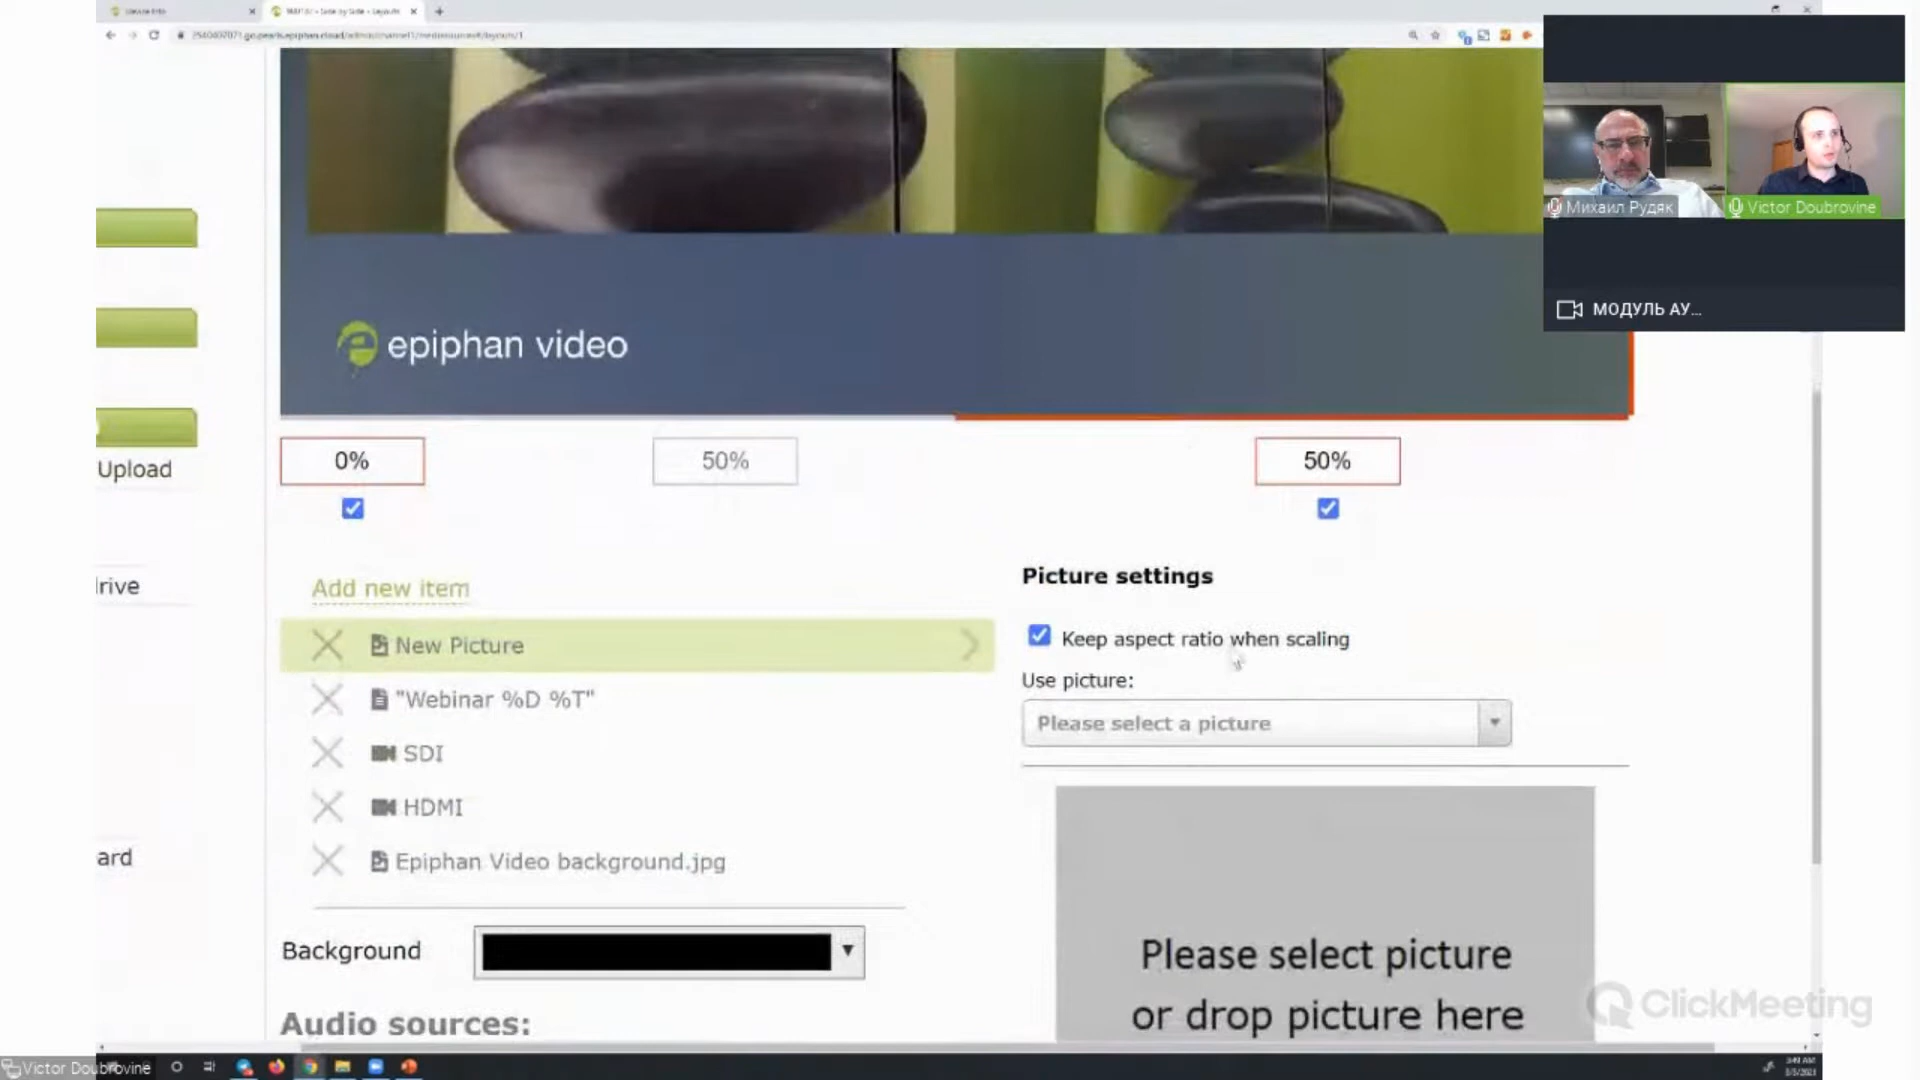 Device Info
Михаил Рудяк
Victor Doubrovine
МОДУЛЬ АУ...
epiphan video
0%
50%
50%
Upload
Picture settings
rive
Add new item
New Picture
Keep aspect ratio when scaling
Use picture:
"Webinar %D %T"
Please select a picture
SDI
HDMI
ard
Epiphan Video background.jpg
Background
Please select picture
or drop picture here
ClickMeeting
Audio sources:
Victor Doubrovine